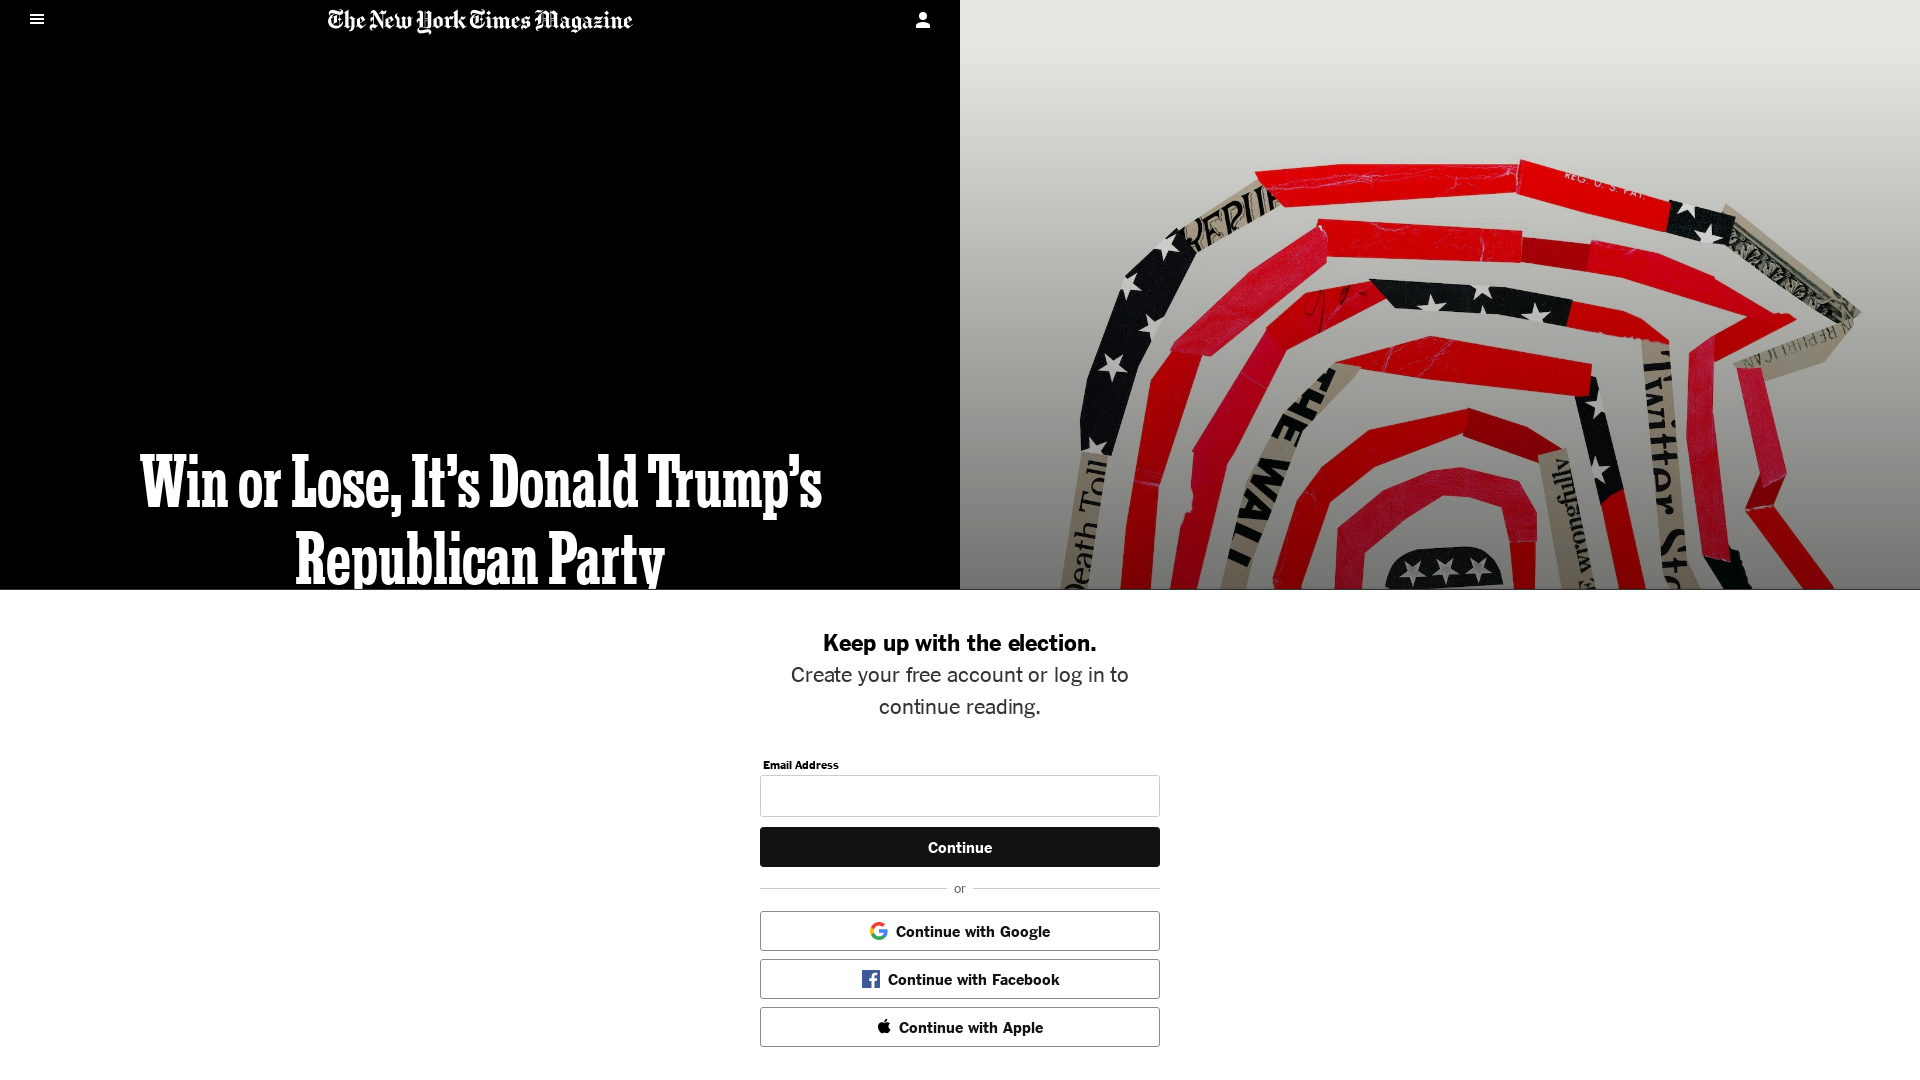 The New York Times Magazine
REG. U. S. PAT.
REPUB
REPUBLICAN
Win or Lose, It's Donald Trump's
Republican Party
THE WALL
Death Toll
wrongfully
Twitter Sto
Keep up with the election.
Create your free account or log in to
continue reading.
Email Address
Continue
or
Continue with Google
Continue with Facebook
Continue with Apple